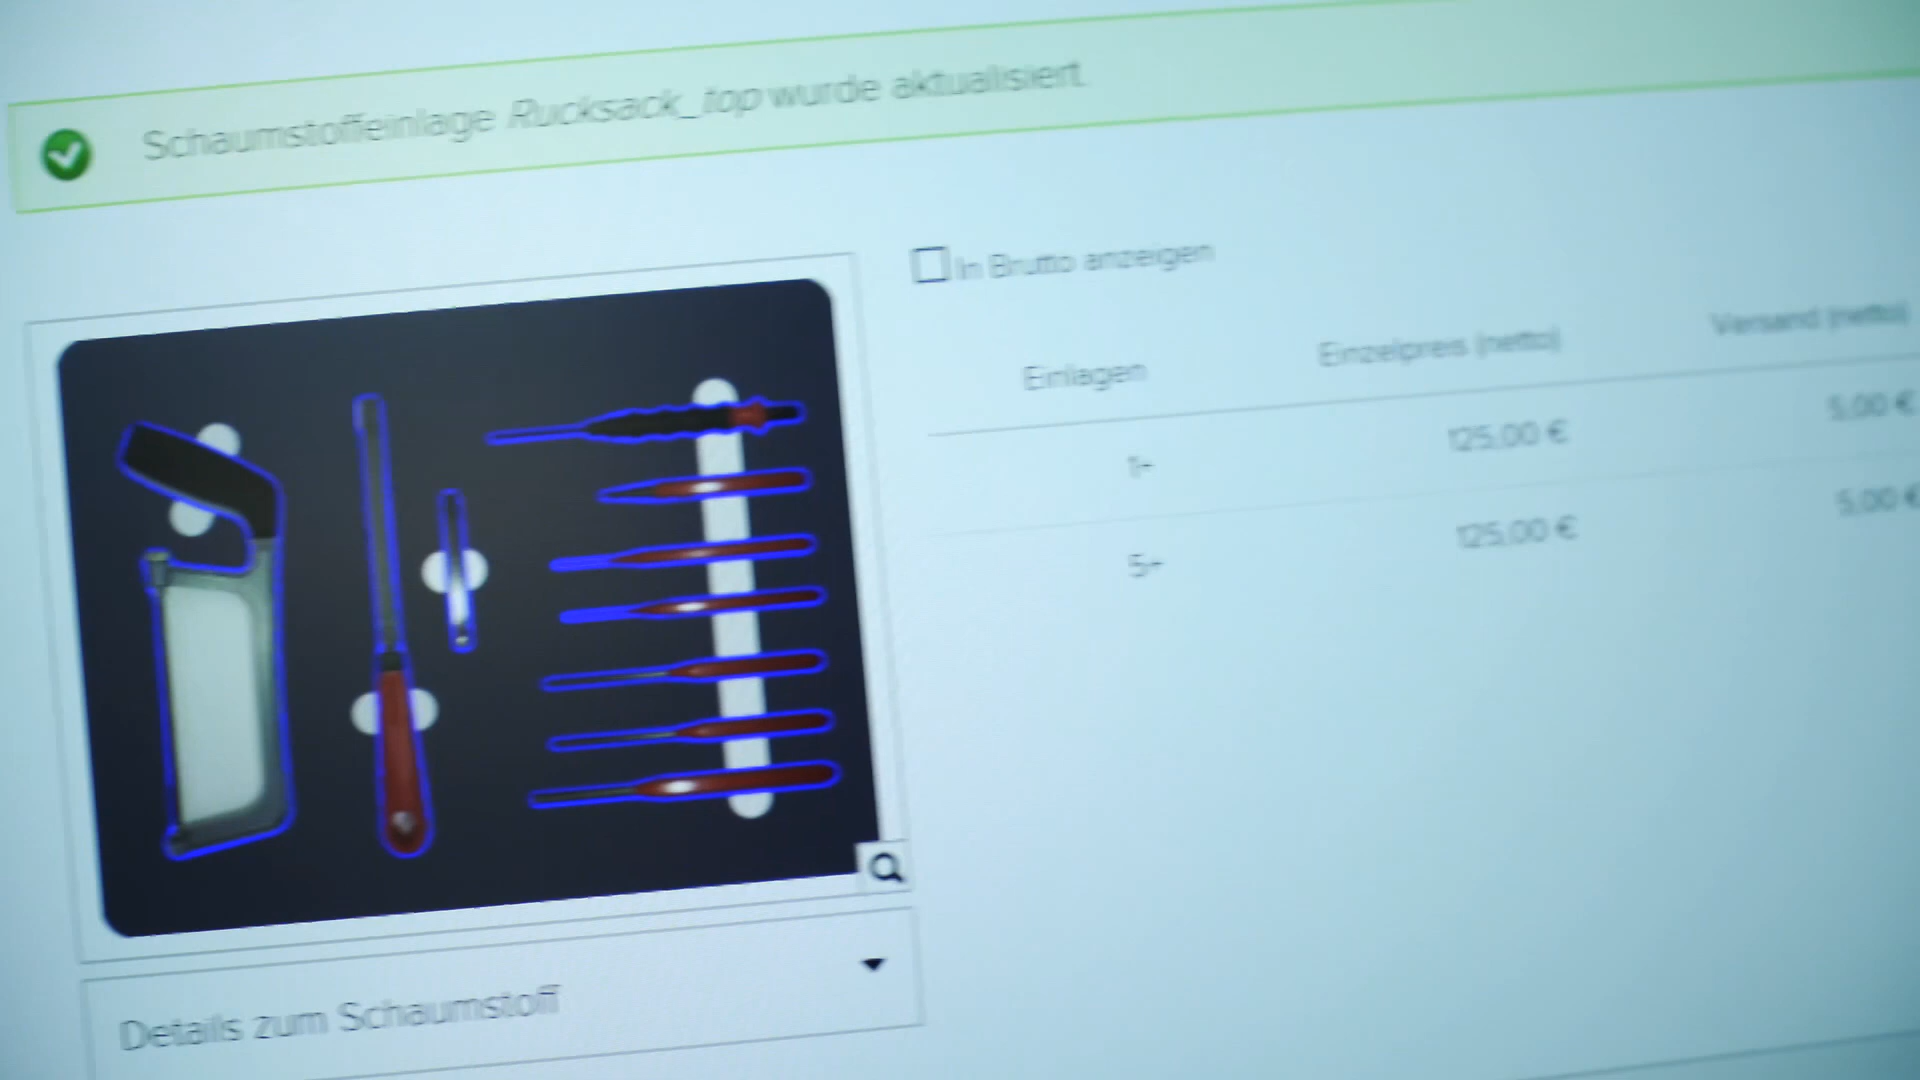 Schaumstoffeinlage Rucksack_top wurde aktualisiert.
In Brutto anzeigen
Einlagen Einzelpreis (netto) Versand (netto)
1+ 125,00 € 5,00 €
5+ 125,00 € 5,00 €
Details zum Schaumstoff